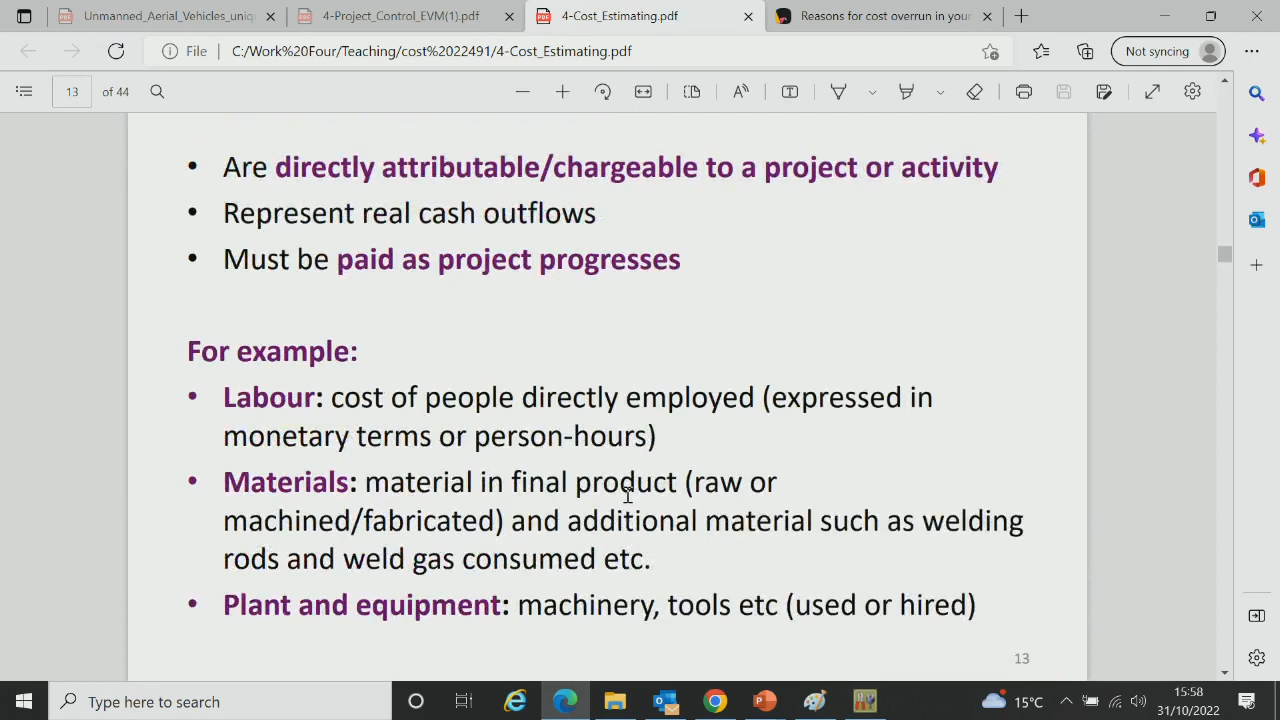 Unmanned_Aerial_Vehicles_uniq
4-Project_Control_EVM(1).pdf
4-Cost_Estimating.pdf
Reasons for cost overrun in your
File
C:/Work%20Four/Teaching/cost%2022491/4-Cost_Estimating.pdf
Not syncing
13 of 44
• Are directly attributable/chargeable to a project or activity
• Represent real cash outflows
• Must be paid as project progresses
For example:
• Labour: cost of people directly employed (expressed in
monetary terms or person-hours)
• Materials: material in final product (raw or
machined/fabricated) and additional material such as welding
rods and weld gas consumed etc.
• Plant and equipment: machinery, tools etc (used or hired)
13
Type here to search
15°C
15:58
31/10/2022